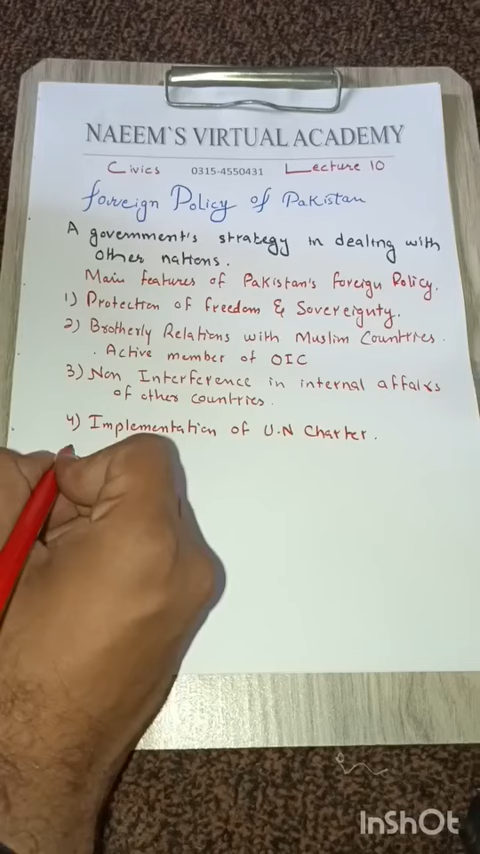 NAEEM`S VIRTUAL ACADEMY
Civics 0315-4550431 Lecture 10
Foreign Policy of Pakistan
A government's strategy in dealing with
other nations.
Main features of Pakistan's foreign Policy.
1) Protection of freedom & Sovereignty.
2) Brotherly Relations with Muslim Countries.
. Active member of OIC
3) Non Interference in internal affairs
of other countries.
4) Implementation of U.N Charter.
InShOt